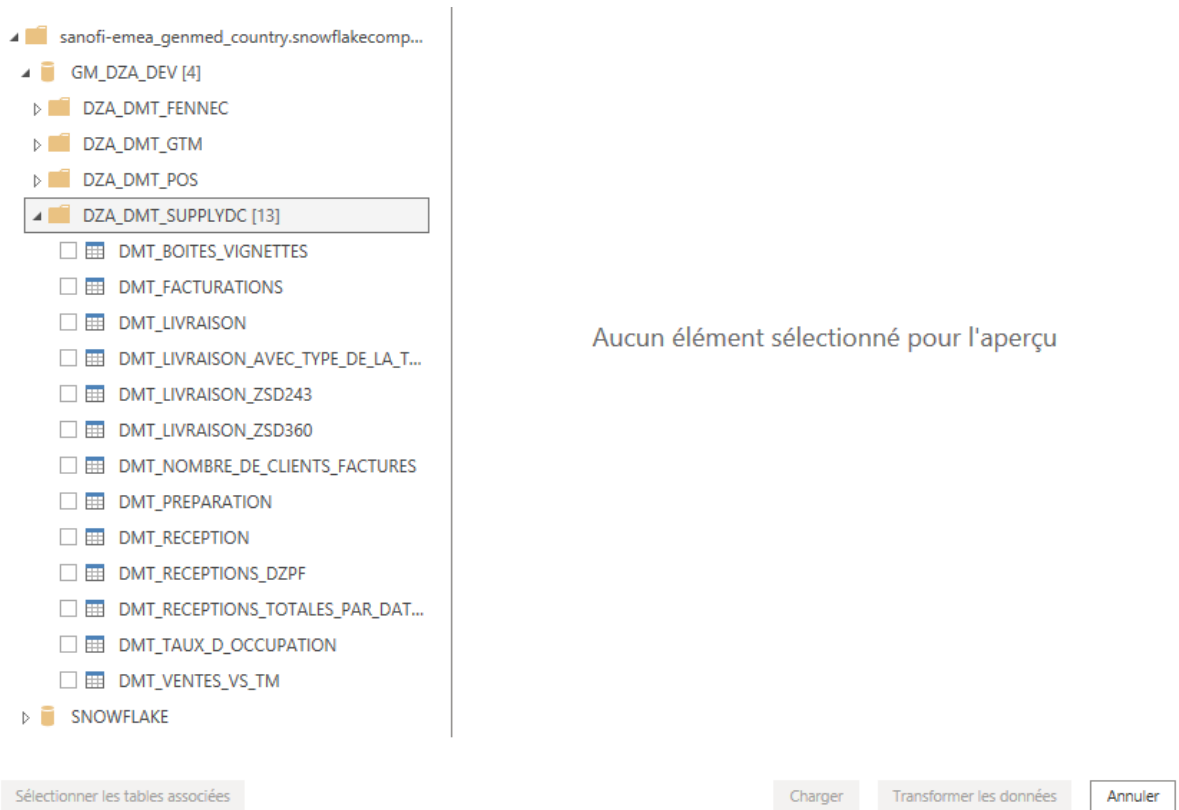 sanofi-emea_genmed_country.snowflakecomp...
GM_DZA_DEV [4]
DZA_DMT_FENNEC
DZA_DMT_GTM
DZA_DMT_POS
DZA_DMT_SUPPLYDC [13]
DMT_BOITES_VIGNETTES
DMT_FACTURATIONS
DMT_LIVRAISON
DMT_LIVRAISON_AVEC_TYPE_DE_LA_T...
DMT_LIVRAISON_ZSD243
DMT_LIVRAISON_ZSD360
DMT_NOMBRE_DE_CLIENTS_FACTURES
DMT_PREPARATION
DMT_RECEPTION
DMT_RECEPTIONS_DZPF
DMT_RECEPTIONS_TOTALES_PAR_DAT...
DMT_TAUX_D_OCCUPATION
DMT_VENTES_VS_TM
SNOWFLAKE
Aucun élément sélectionné pour l'aperçu
Sélectionner les tables associées
Charger
Transformer les données
Annuler